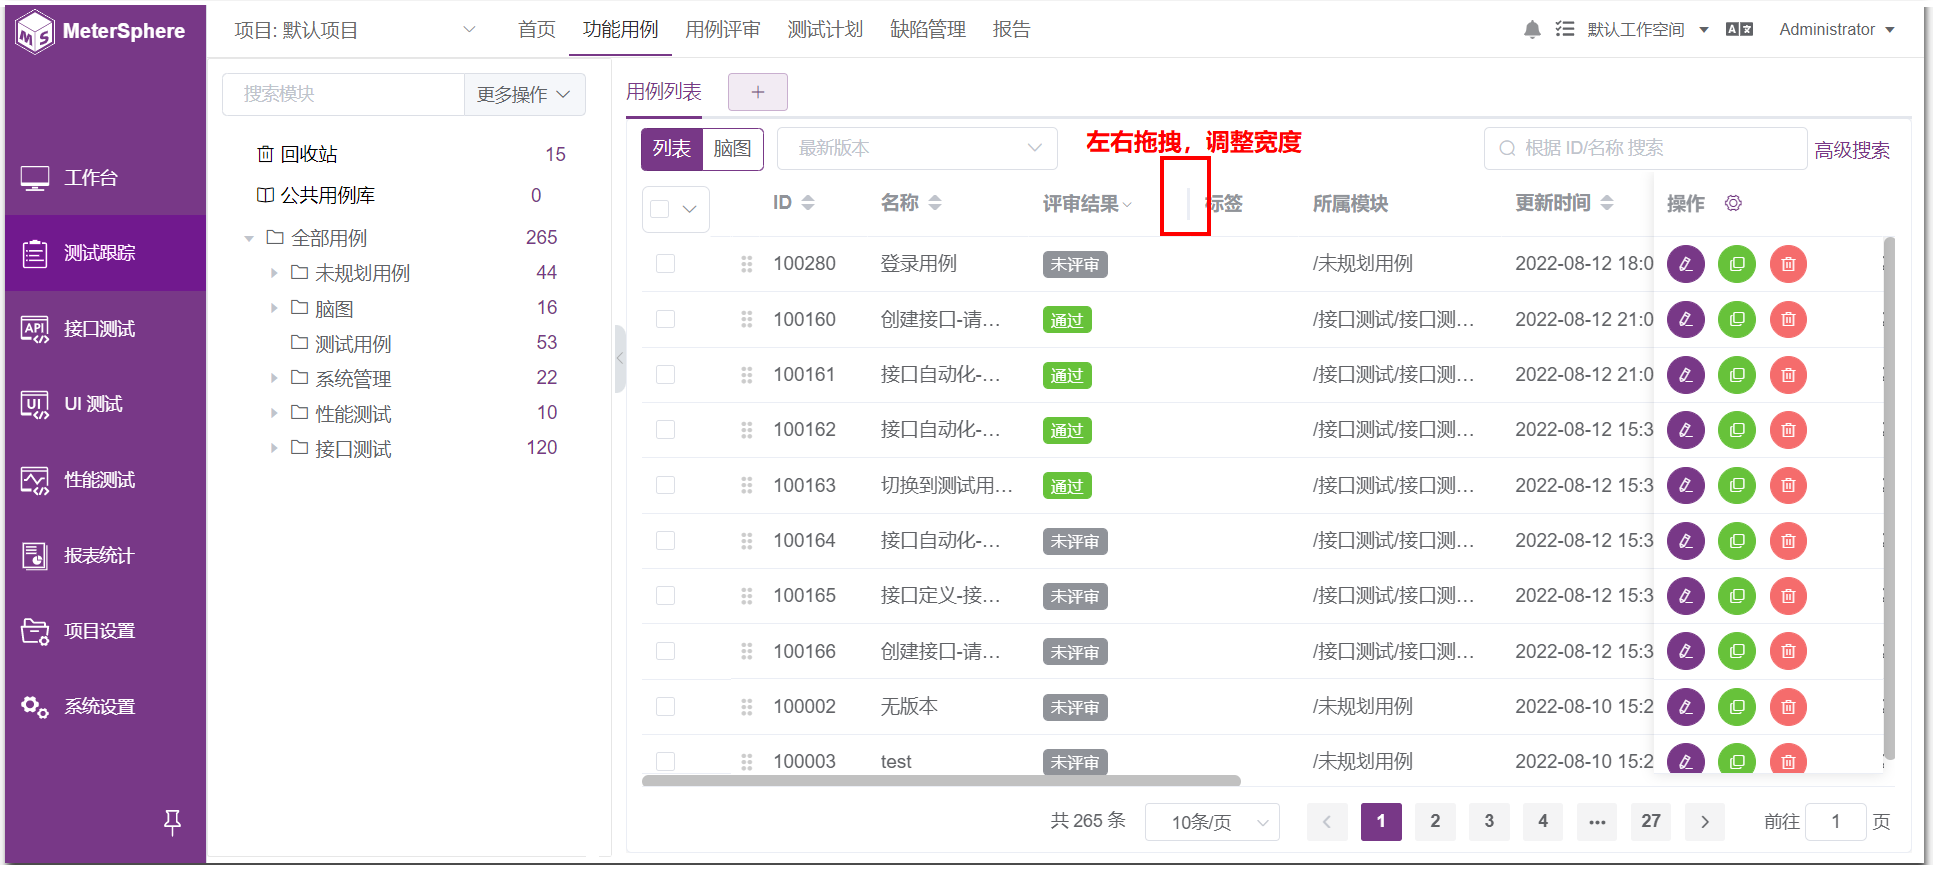 MeterSphere
项目: 默认项目
首页 功能用例 用例评审 测试计划 缺陷管理 报告
默认工作空间
Administrator
工作台
测试跟踪
接口测试
UI 测试
性能测试
报表统计
项目设置
系统设置
搜索模块
更多操作
回收站 15
公共用例库 0
全部用例 265
未规划用例 44
脑图 16
测试用例 53
系统管理 22
性能测试 10
接口测试 120
用例列表
+
列表 脑图
最新版本
左右拖拽，调整宽度
根据 ID/名称 搜索
高级搜索
ID 名称 评审结果 标签 所属模块 更新时间 操作
100280 登录用例 未评审 /未规划用例 2022-08-12 18:0
100160 创建接口-请... 通过 /接口测试/接口测... 2022-08-12 21:0
100161 接口自动化-... 通过 /接口测试/接口测... 2022-08-12 21:0
100162 接口自动化-... 通过 /接口测试/接口测... 2022-08-12 15:3
100163 切换到测试用... 通过 /接口测试/接口测... 2022-08-12 15:3
100164 接口自动化-... 未评审 /接口测试/接口测... 2022-08-12 15:3
100165 接口定义-接... 未评审 /接口测试/接口测... 2022-08-12 15:3
100166 创建接口-请... 未评审 /接口测试/接口测... 2022-08-12 15:3
100002 无版本 未评审 /未规划用例 2022-08-10 15:2
100003 test 未评审 /未规划用例 2022-08-10 15:2
共 265 条 10条/页 1 2 3 4 ... 27 前往 1 页